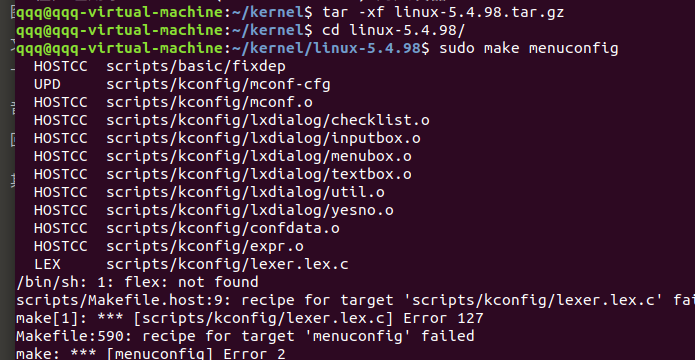 qqq@qqq-virtual-machine:~/kernel$ tar -xf linux-5.4.98.tar.gz
qqq@qqq-virtual-machine:~/kernel$ cd linux-5.4.98/
qqq@qqq-virtual-machine:~/kernel/linux-5.4.98$ sudo make menuconfig
  HOSTCC  scripts/basic/fixdep
  UPD     scripts/kconfig/mconf-cfg
  HOSTCC  scripts/kconfig/mconf.o
  HOSTCC  scripts/kconfig/lxdialog/checklist.o
  HOSTCC  scripts/kconfig/lxdialog/inputbox.o
  HOSTCC  scripts/kconfig/lxdialog/menubox.o
  HOSTCC  scripts/kconfig/lxdialog/textbox.o
  HOSTCC  scripts/kconfig/lxdialog/util.o
  HOSTCC  scripts/kconfig/lxdialog/yesno.o
  HOSTCC  scripts/kconfig/confdata.o
  HOSTCC  scripts/kconfig/expr.o
  LEX     scripts/kconfig/lexer.lex.c
/bin/sh: 1: flex: not found
scripts/Makefile.host:9: recipe for target 'scripts/kconfig/lexer.lex.c' fai
make[1]: *** [scripts/kconfig/lexer.lex.c] Error 127
Makefile:590: recipe for target 'menuconfig' failed
make: *** [menuconfig] Error 2